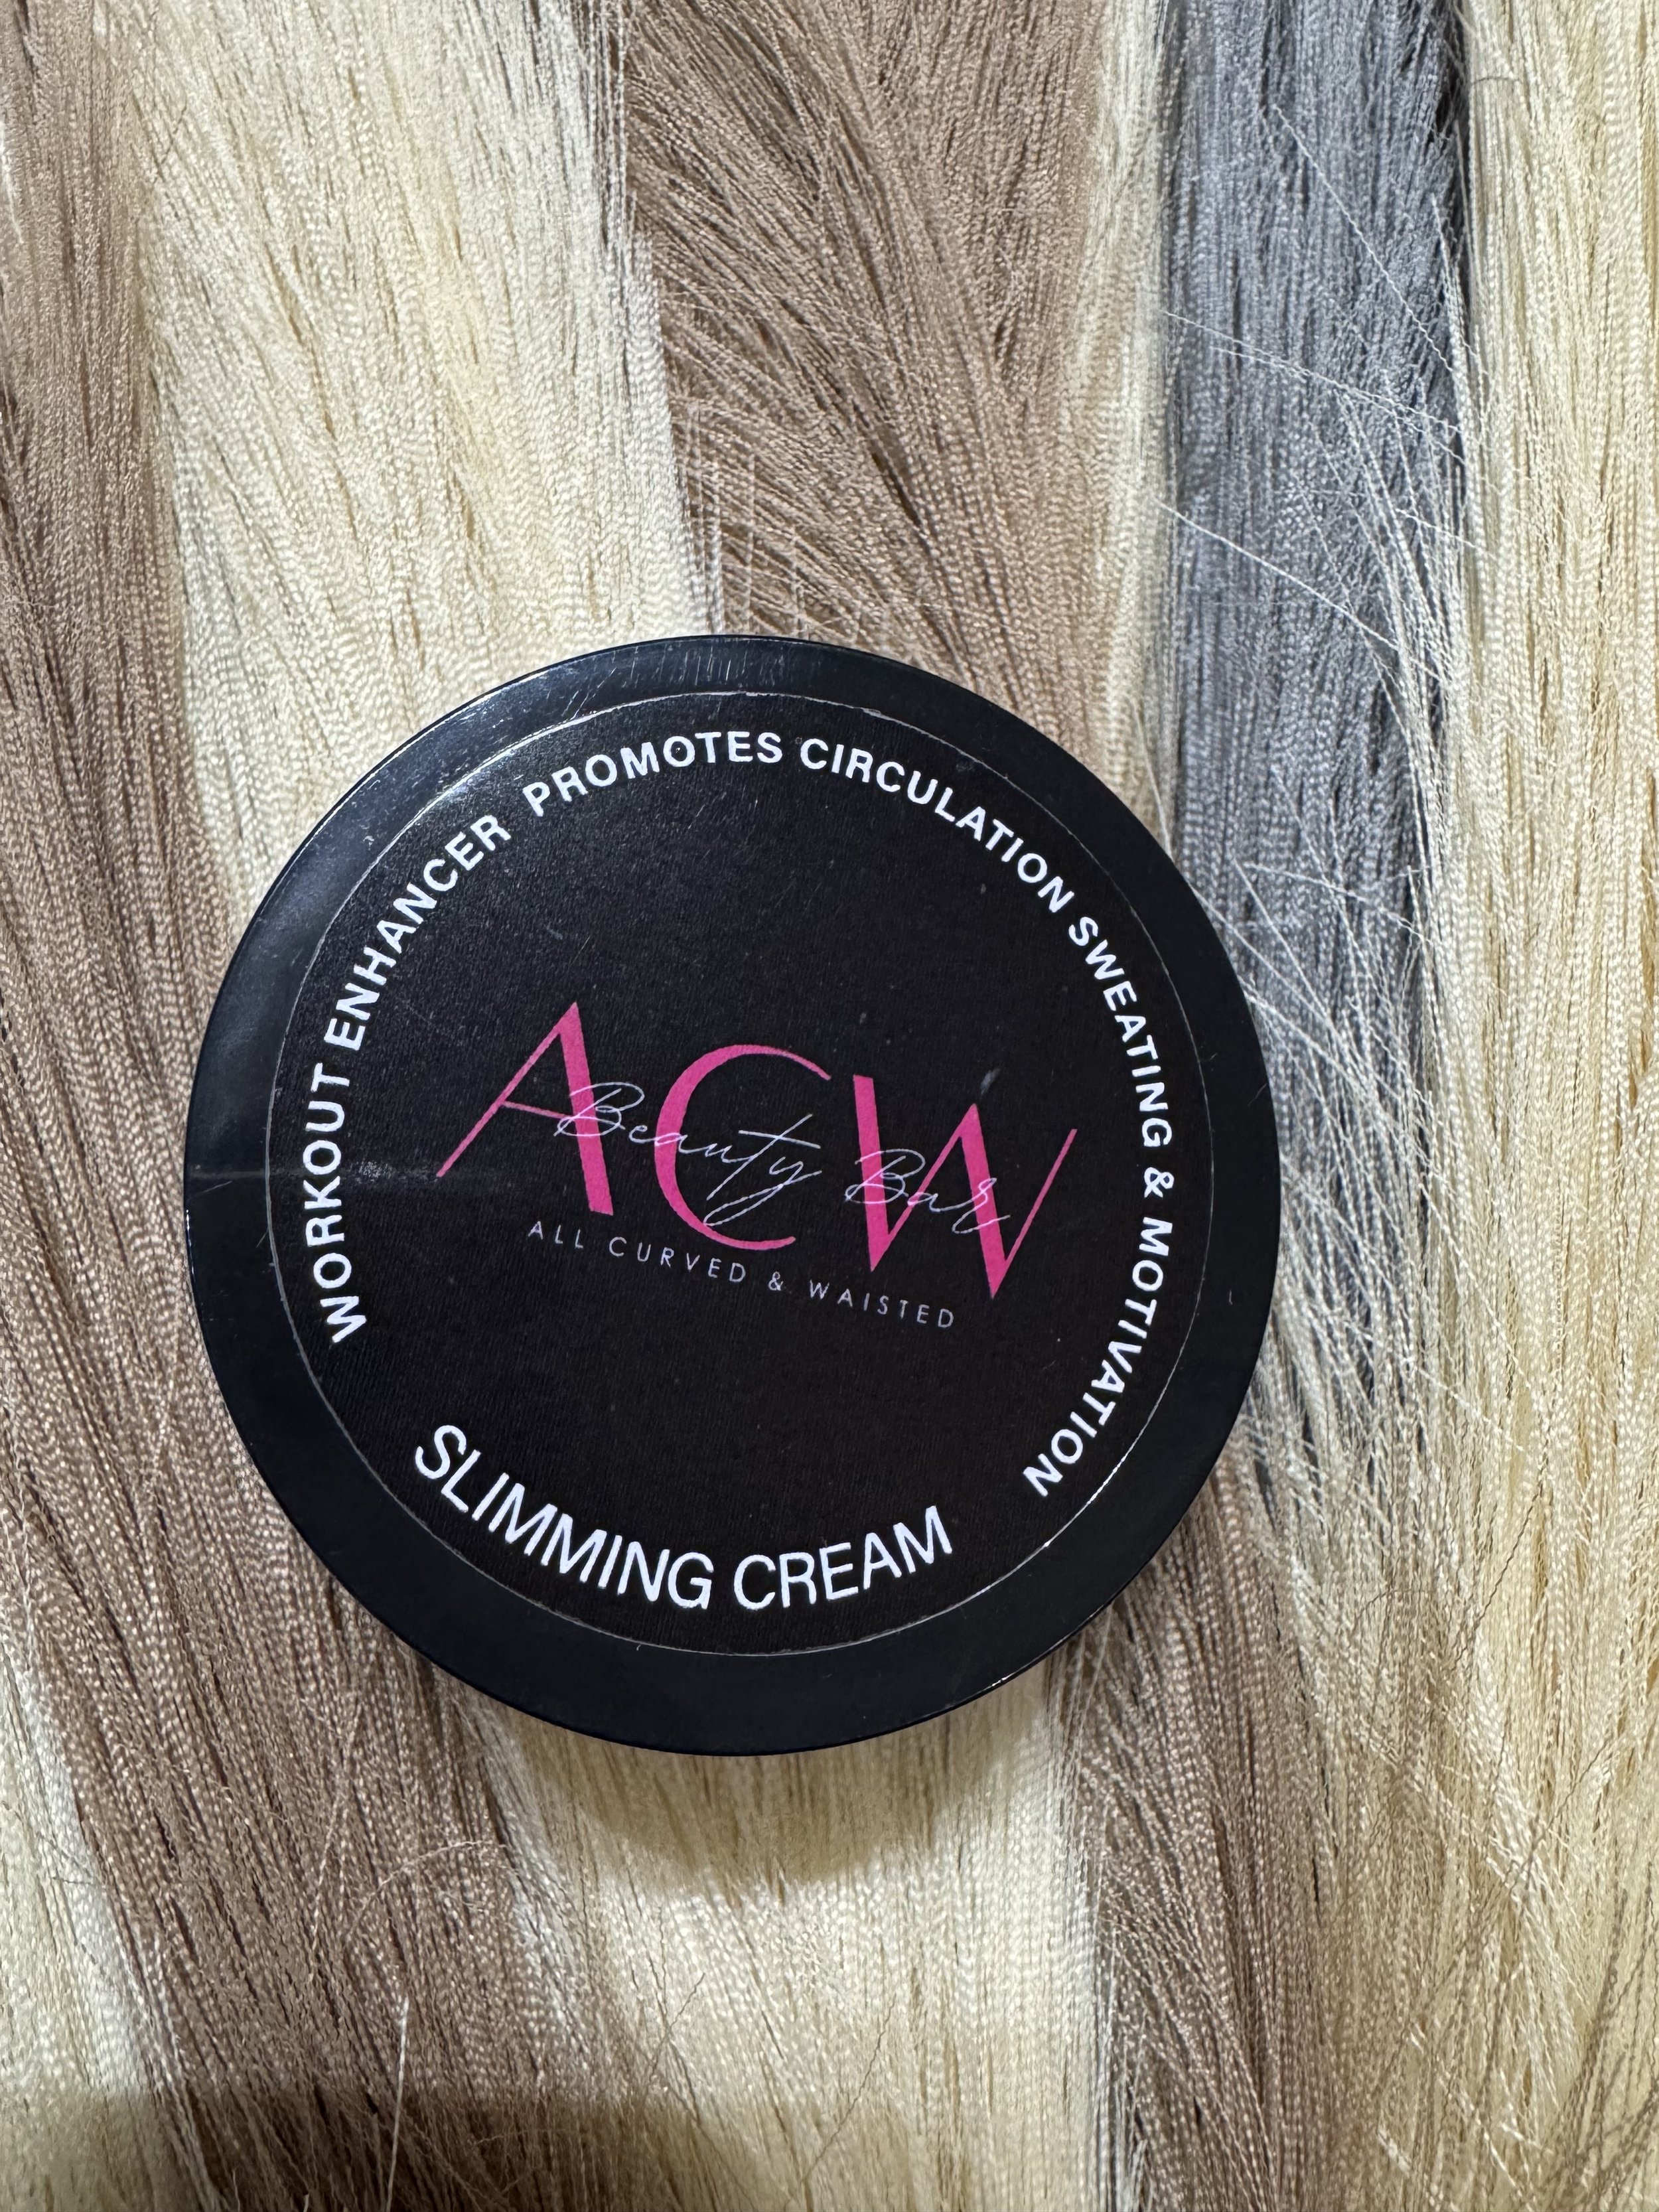 WORKOUT ENHANCER PROMOTES CIRCULATION SWEATING & MOTIVATION
ACW
Beauty Bar
ALL CURVED & WAISTED
SLIMMING CREAM